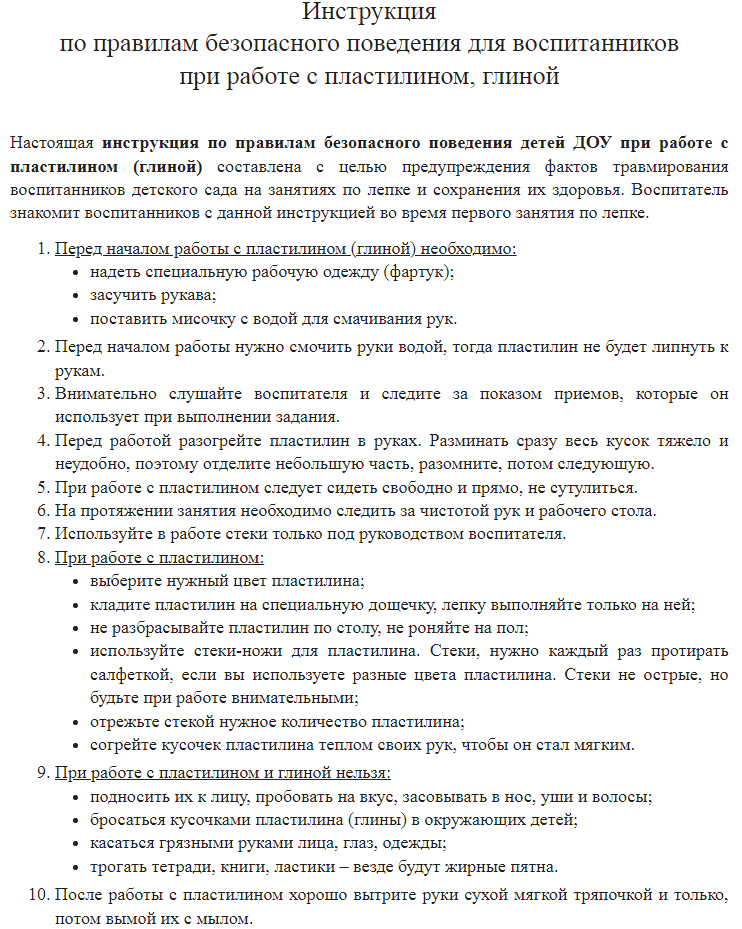 Инструкция
по правилам безопасного поведения для воспитанников
при работе с пластилином, глиной
Настоящая инструкция по правилам безопасного поведения детей ДОУ при работе с
пластилином (глиной) составлена с целью предупреждения фактов травмирования
воспитанников детского сада на занятиях по лепке и сохранения их здоровья. Воспитатель
знакомит воспитанников с данной инструкцией во время первого занятия по лепке.
1. Перед началом работы с пластилином (глиной) необходимо:
• надеть специальную рабочую одежду (фартук);
• засучить рукава;
• поставить мисочку с водой для смачивания рук.
2. Перед началом работы нужно смочить руки водой, тогда пластилин не будет липнуть к
рукам.
3. Внимательно слушайте воспитателя и следите за показом приемов, которые он
использует при выполнении задания.
4. Перед работой разогрейте пластилин в руках. Разминать сразу весь кусок тяжело и
неудобно, поэтому отделите небольшую часть, разомните, потом следующую.
5. При работе с пластилином следует сидеть свободно и прямо, не сутулиться.
6. На протяжении занятия необходимо следить за чистотой рук и рабочего стола.
7. Используйте в работе стеки только под руководством воспитателя.
8. При работе с пластилином:
• выберите нужный цвет пластилина;
• кладите пластилин на специальную дощечку, лепку выполняйте только на ней;
• не разбрасывайте пластилин по столу, не роняйте на пол;
• используйте стеки-ножи для пластилина. Стеки, нужно каждый раз протирать
салфеткой, если вы используете разные цвета пластилина. Стеки не острые, но
будьте при работе внимательными;
• отрежьте стекой нужное количество пластилина;
• согрейте кусочек пластилина теплом своих рук, чтобы он стал мягким.
9. При работе с пластилином и глиной нельзя:
• подносить их к лицу, пробовать на вкус, засовывать в нос, уши и волосы;
• бросаться кусочками пластилина (глины) в окружающих детей;
• касаться грязными руками лица, глаз, одежды;
• трогать тетради, книги, ластики – везде будут жирные пятна.
10. После работы с пластилином хорошо вытрите руки сухой мягкой тряпочкой и только,
потом вымой их с мылом.